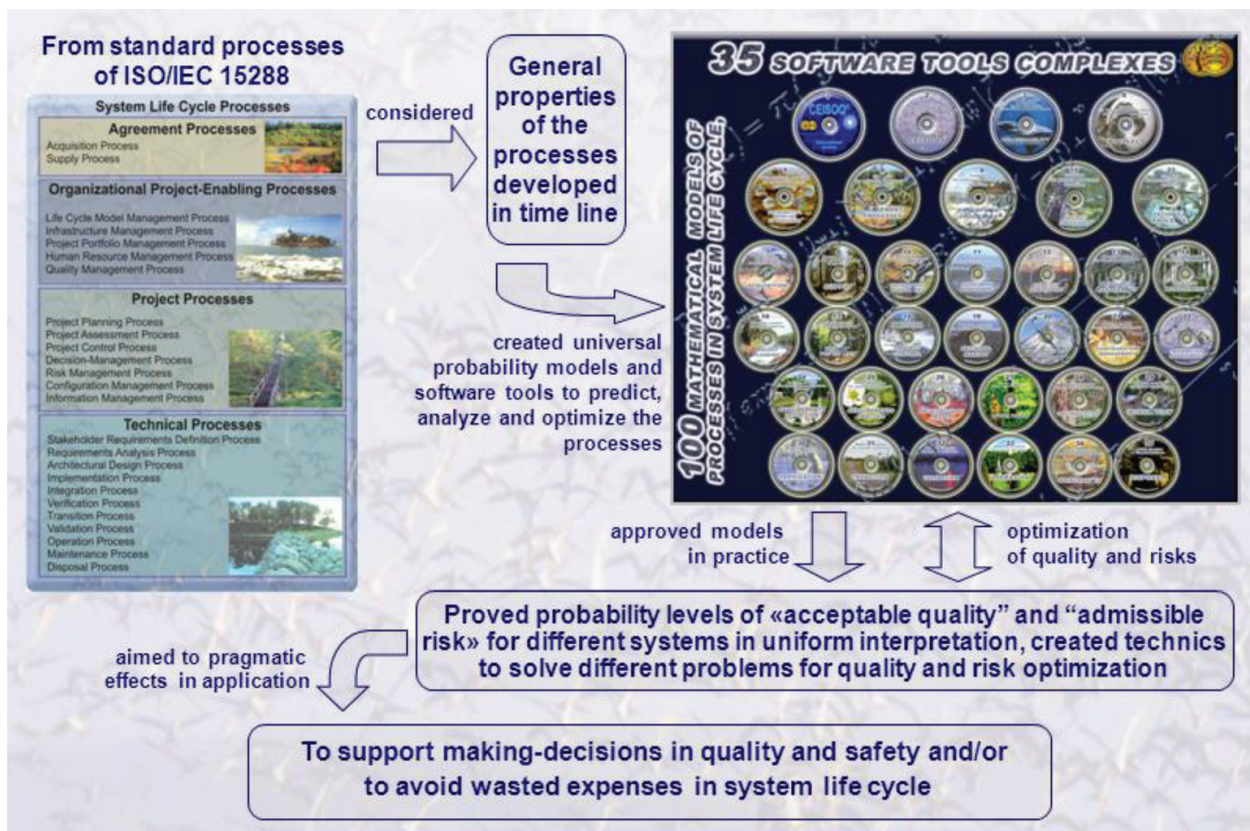 From standard processes
of ISO/IEC 15288
System Life Cycle Processes
Agreement Processes
Acquisition Process
Supply Process
Organizational Project-Enabling Processes
Life Cycle Model Management Process
Infrastructure Management Process
Project Portfolio Management Process
Human Resource Management Process
Quality Management Process
Project Processes
Project Planning Process
Project Assessment Process
Project Control Process
Decision-Management Process
Risk Management Process
Configuration Management Process
Information Management Process
Technical Processes
Stakeholder Requirements Definition Process
Requirements Analysis Process
Architectural Design Process
Implementation Process
Integration Process
Verification Process
Transition Process
Validation Process
Operation Process
Maintenance Process
Disposal Process
considered
General
properties
of the
processes
developed
in time line
created universal
probability models and
software tools to predict,
analyze and optimize the
processes
35 SOFTWARE TOOLS COMPLEXES
100 MATHEMATICAL MODELS OF
PROCESSES IN SYSTEM LIFE CYCLE,
CEISOQ
approved models
in practice
optimization
of quality and risks
Proved probability levels of «acceptable quality” and “admissible
risk» for different systems in uniform interpretation, created technics
to solve different problems for quality and risk optimization
aimed to pragmatic
effects in application
To support making-decisions in quality and safety and/or
to avoid wasted expenses in system life cycle